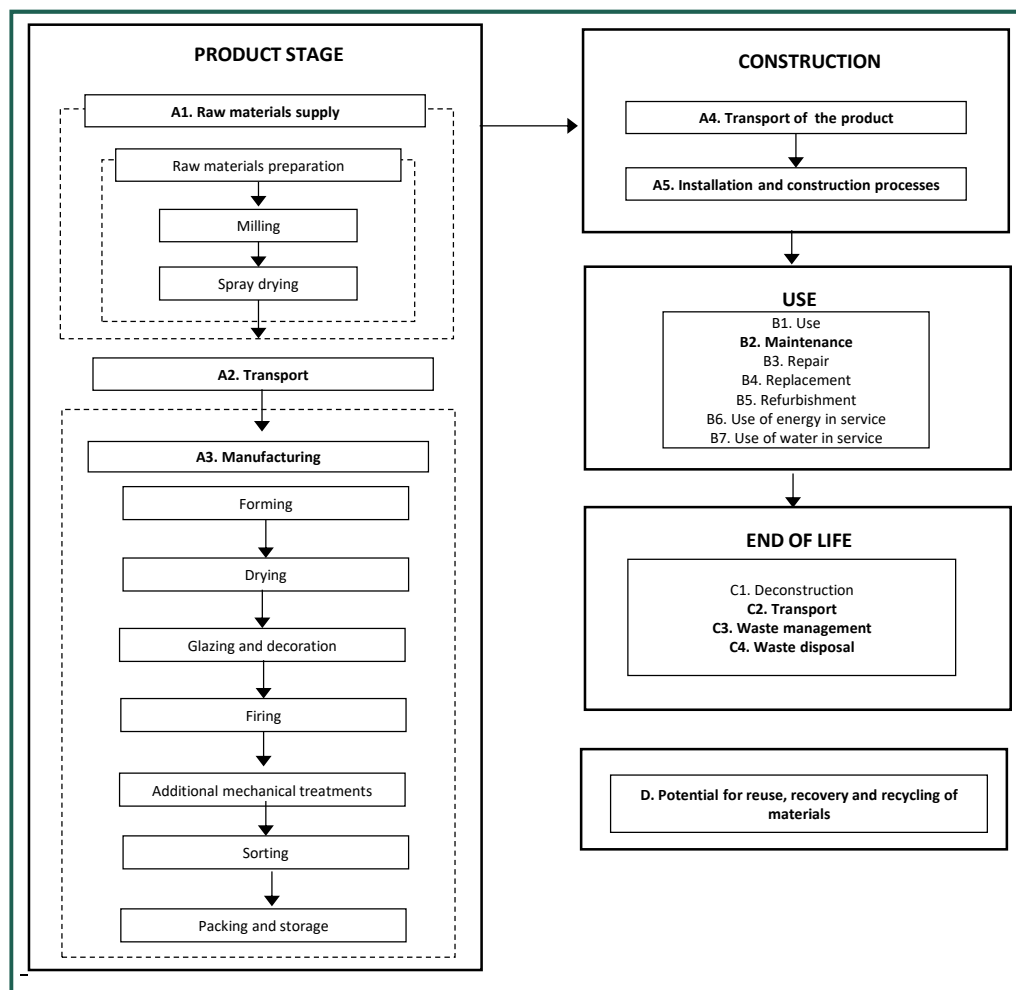 PRODUCT STAGE
A1. Raw materials supply
Raw materials preparation
Milling
Spray drying
A2. Transport
A3. Manufacturing
Forming
Drying
Glazing and decoration
Firing
Additional mechanical treatments
Sorting
Packing and storage
CONSTRUCTION
A4. Transport of the product
A5. Installation and construction processes
USE
B1. Use
B2. Maintenance
B3. Repair
B4. Replacement
B5. Refurbishment
B6. Use of energy in service
B7. Use of water in service
END OF LIFE
C1. Deconstruction
C2. Transport
C3. Waste management
C4. Waste disposal
D. Potential for reuse, recovery and recycling of
materials